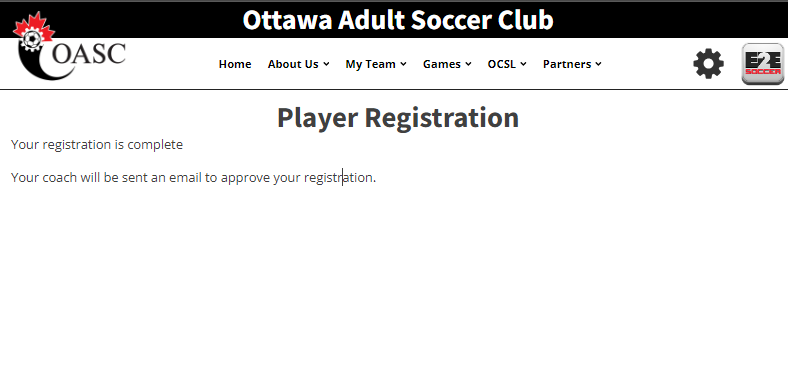 Ottawa Adult Soccer Club
OASC
Home About Us My Team Games OCSL Partners
E2E
SOCCER
Player Registration
Your registration is complete
Your coach will be sent an email to approve your registration.